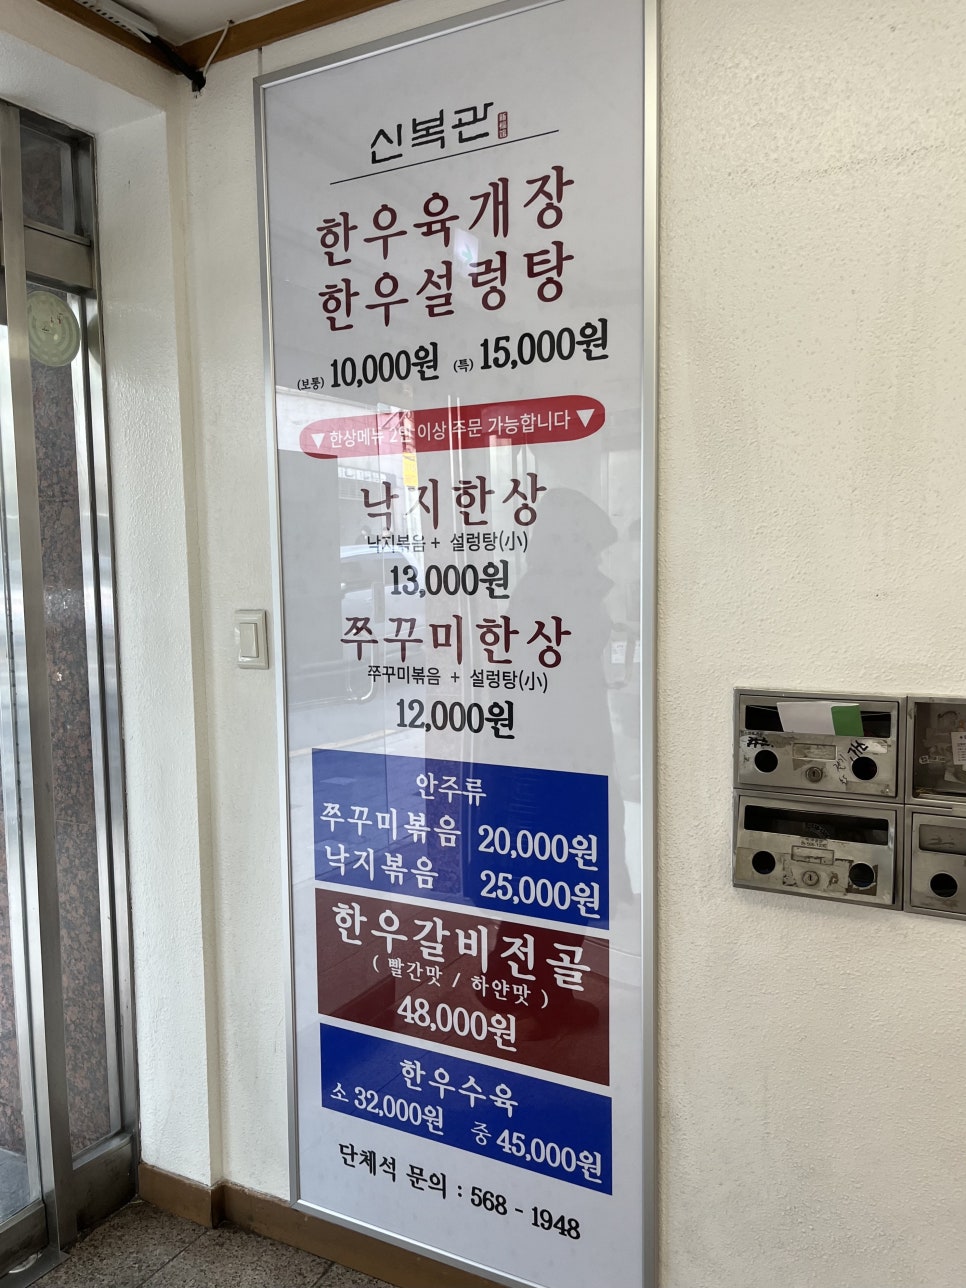 신복관
한우육개장
한우설렁탕
(보통) 10,000원 (특) 15,000원
▼ 한상메뉴 2인 이상 주문 가능합니다 ▼
낙지한상
낙지볶음 + 설렁탕(小)
13,000원
쭈꾸미한상
쭈꾸미볶음 + 설렁탕(小)
12,000원
안주류
쭈꾸미볶음 20,000원
낙지볶음 25,000원
한우갈비전골
( 빨간맛 / 하얀맛 )
48,000원
한우수육
소 32,000원 중 45,000원
단체석 문의 : 568 - 1948